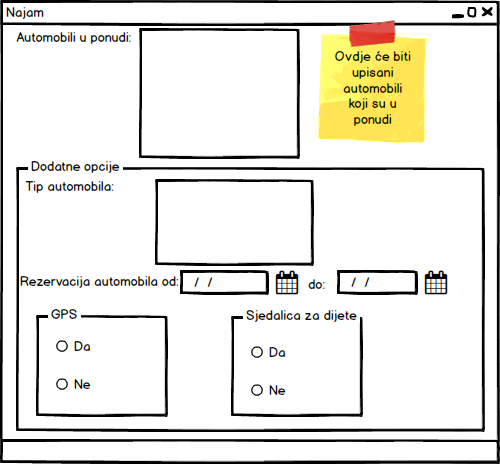 Najam
Automobili u ponudi:
Ovdje će biti
upisani
automobili
koji su u
ponudi
Dodatne opcije
Tip automobila:
Rezervacija automobila od: / / do: / /
GPS
Da
Ne
Sjedalica za dijete
Da
Ne